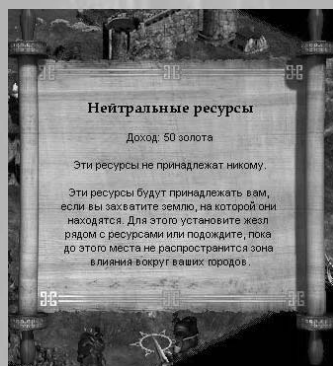 Нейтральные ресурсы
Доход: 50 золота
Эти ресурсы не принадлежат никому.
Эти ресурсы будут принадлежать вам,
если вы захватите землю, на которой они
находятся. Для этого установите жезл
рядом с ресурсами или подождите, пока
до этого места не распространится зона
влияния вокруг ваших городов.